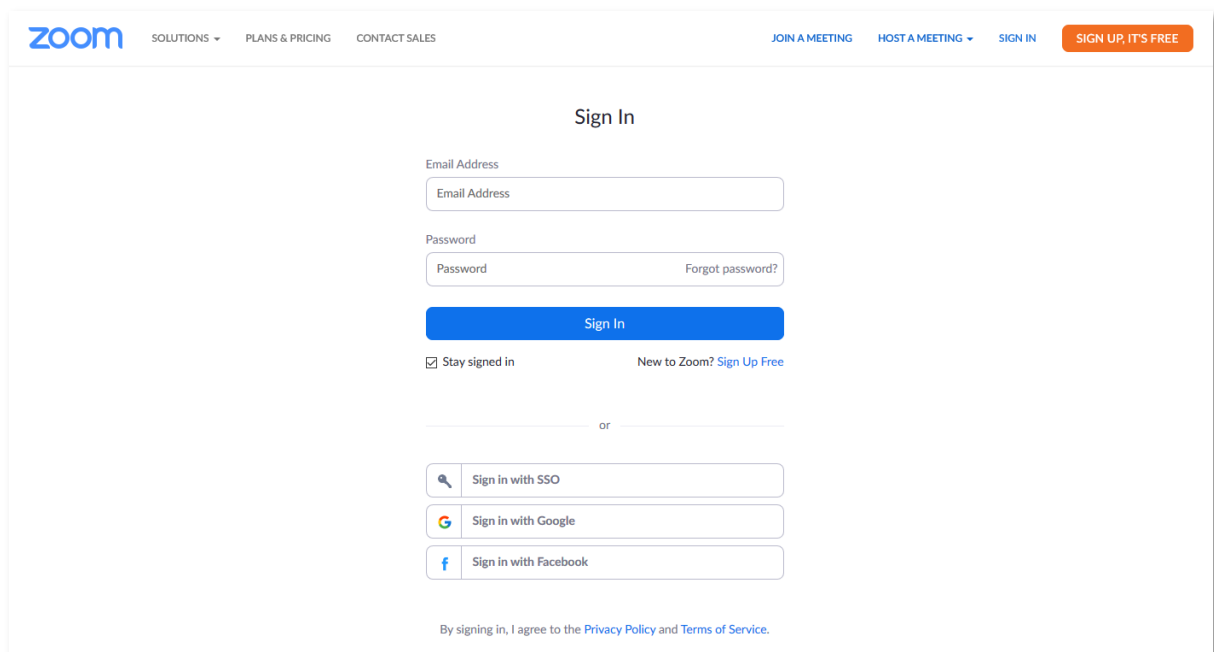 zoom SOLUTIONS PLANS & PRICING CONTACT SALES JOIN A MEETING HOST A MEETING SIGN IN SIGN UP, IT'S FREE
Sign In
Email Address
Email Address
Password
Password Forgot password?
Sign In
Stay signed in New to Zoom? Sign Up Free
or
Sign in with SSO
G Sign in with Google
f Sign in with Facebook
By signing in, I agree to the Privacy Policy and Terms of Service.